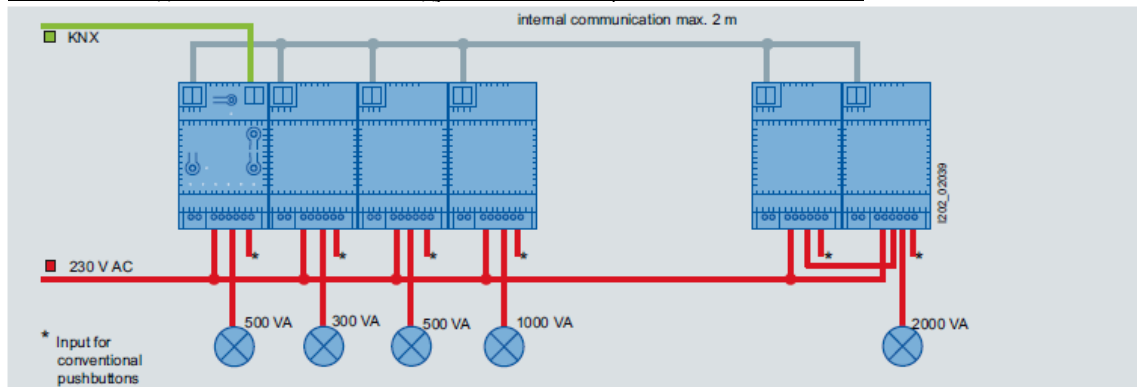 internal communication max. 2 m
KNX
I202_02039
* * * * * *
230 V AC
500 VA
300 VA
500 VA
1000 VA
2000 VA
* Input for
conventional
pushbuttons